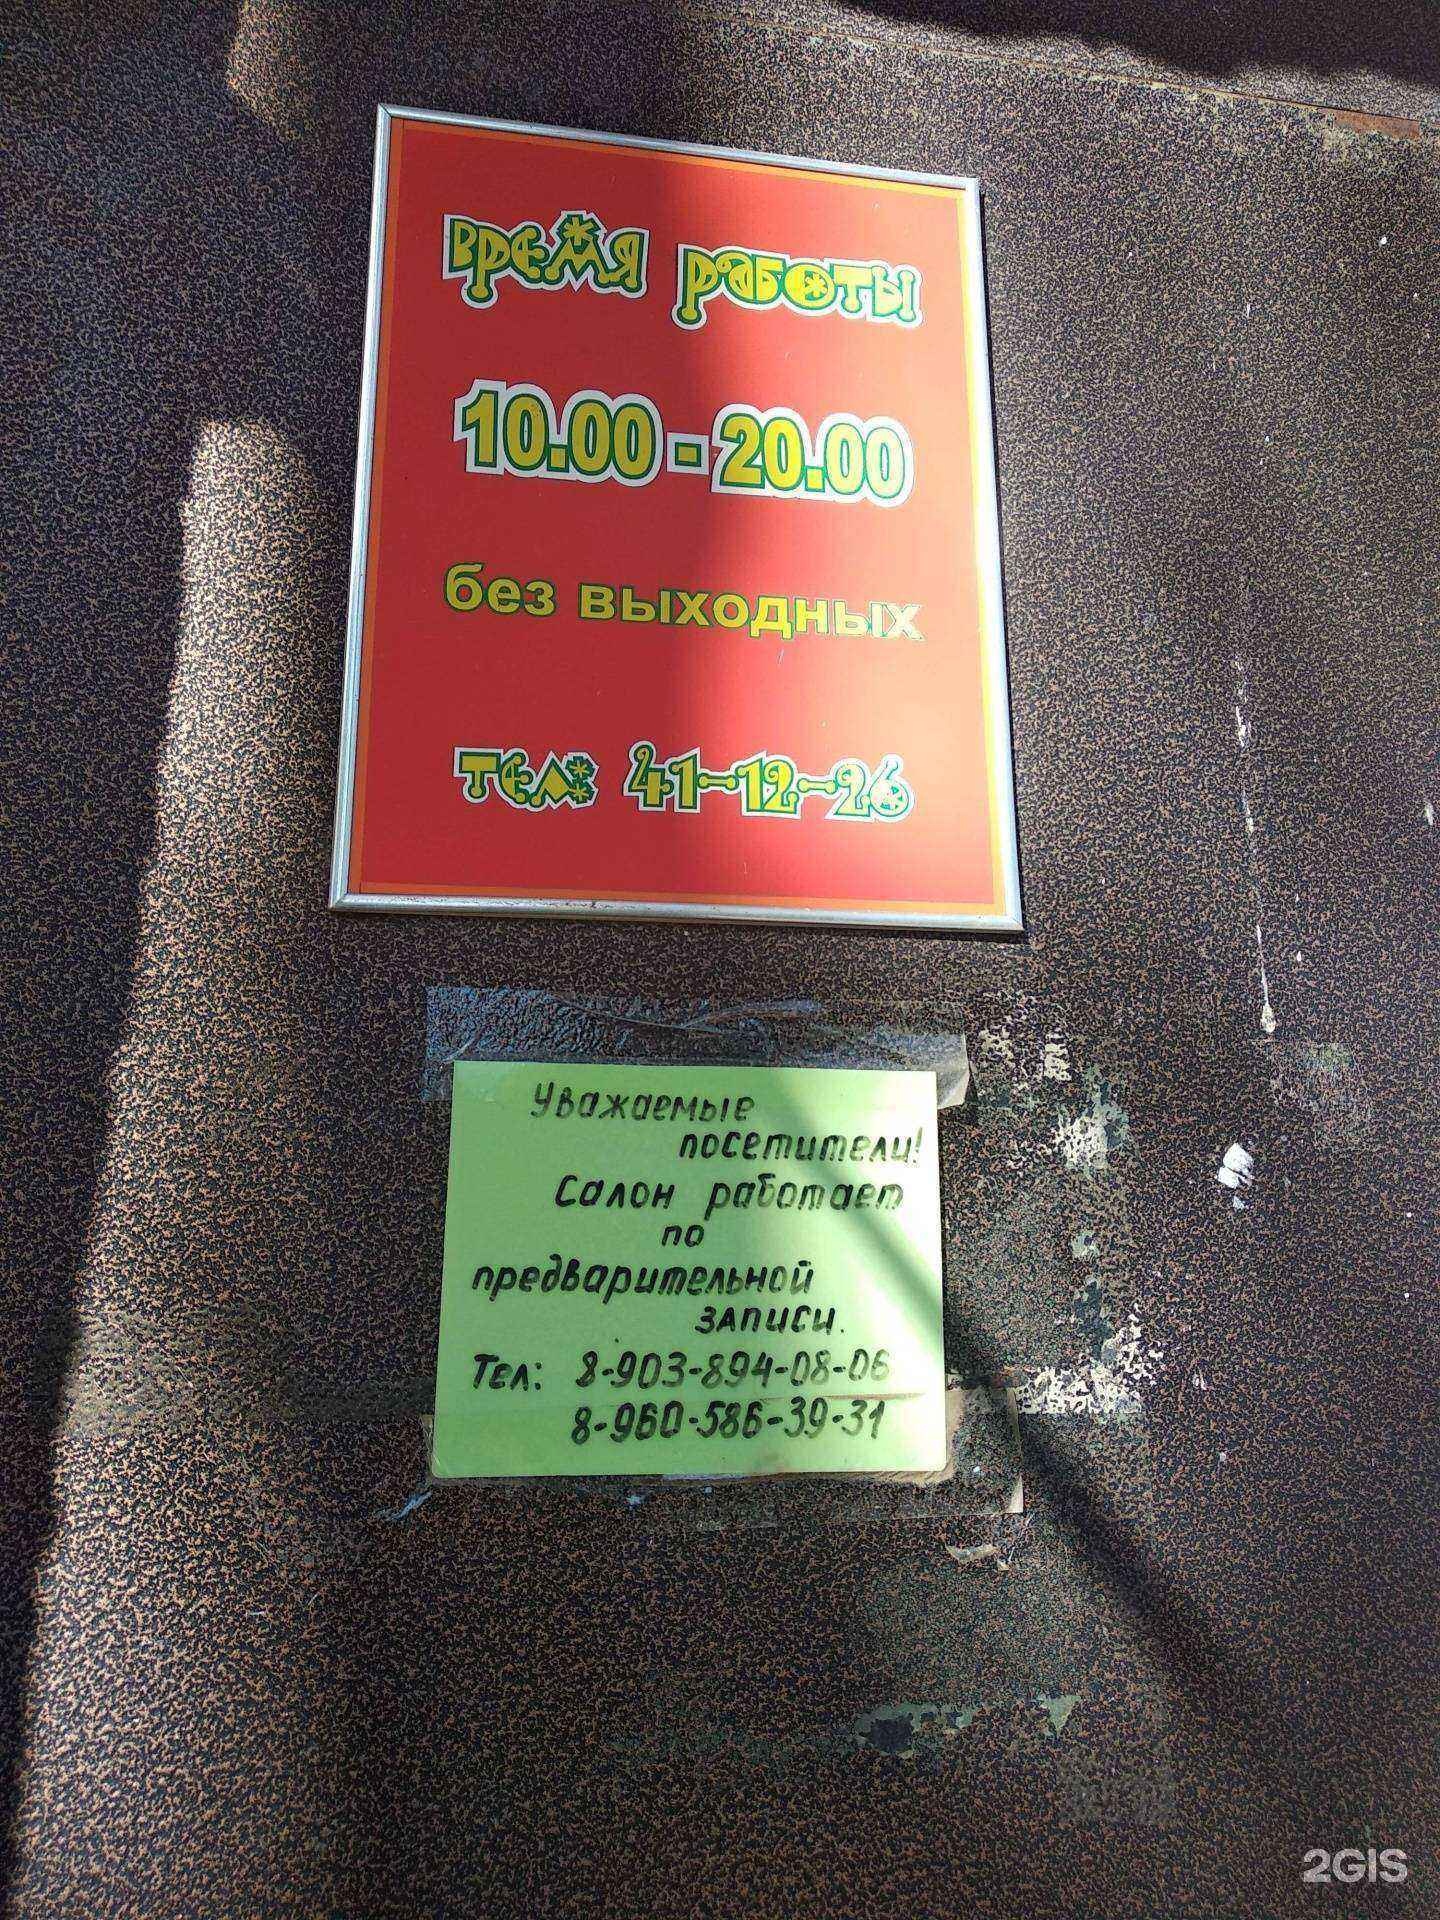 время работы
10.00 - 20.00
без выходных
тел: 41-12-26
Уважаемые
посетители!
Салон работает
по
предварительной
записи.
Тел: 8-903-894-08-06
8-960-586-39-31
2GIS